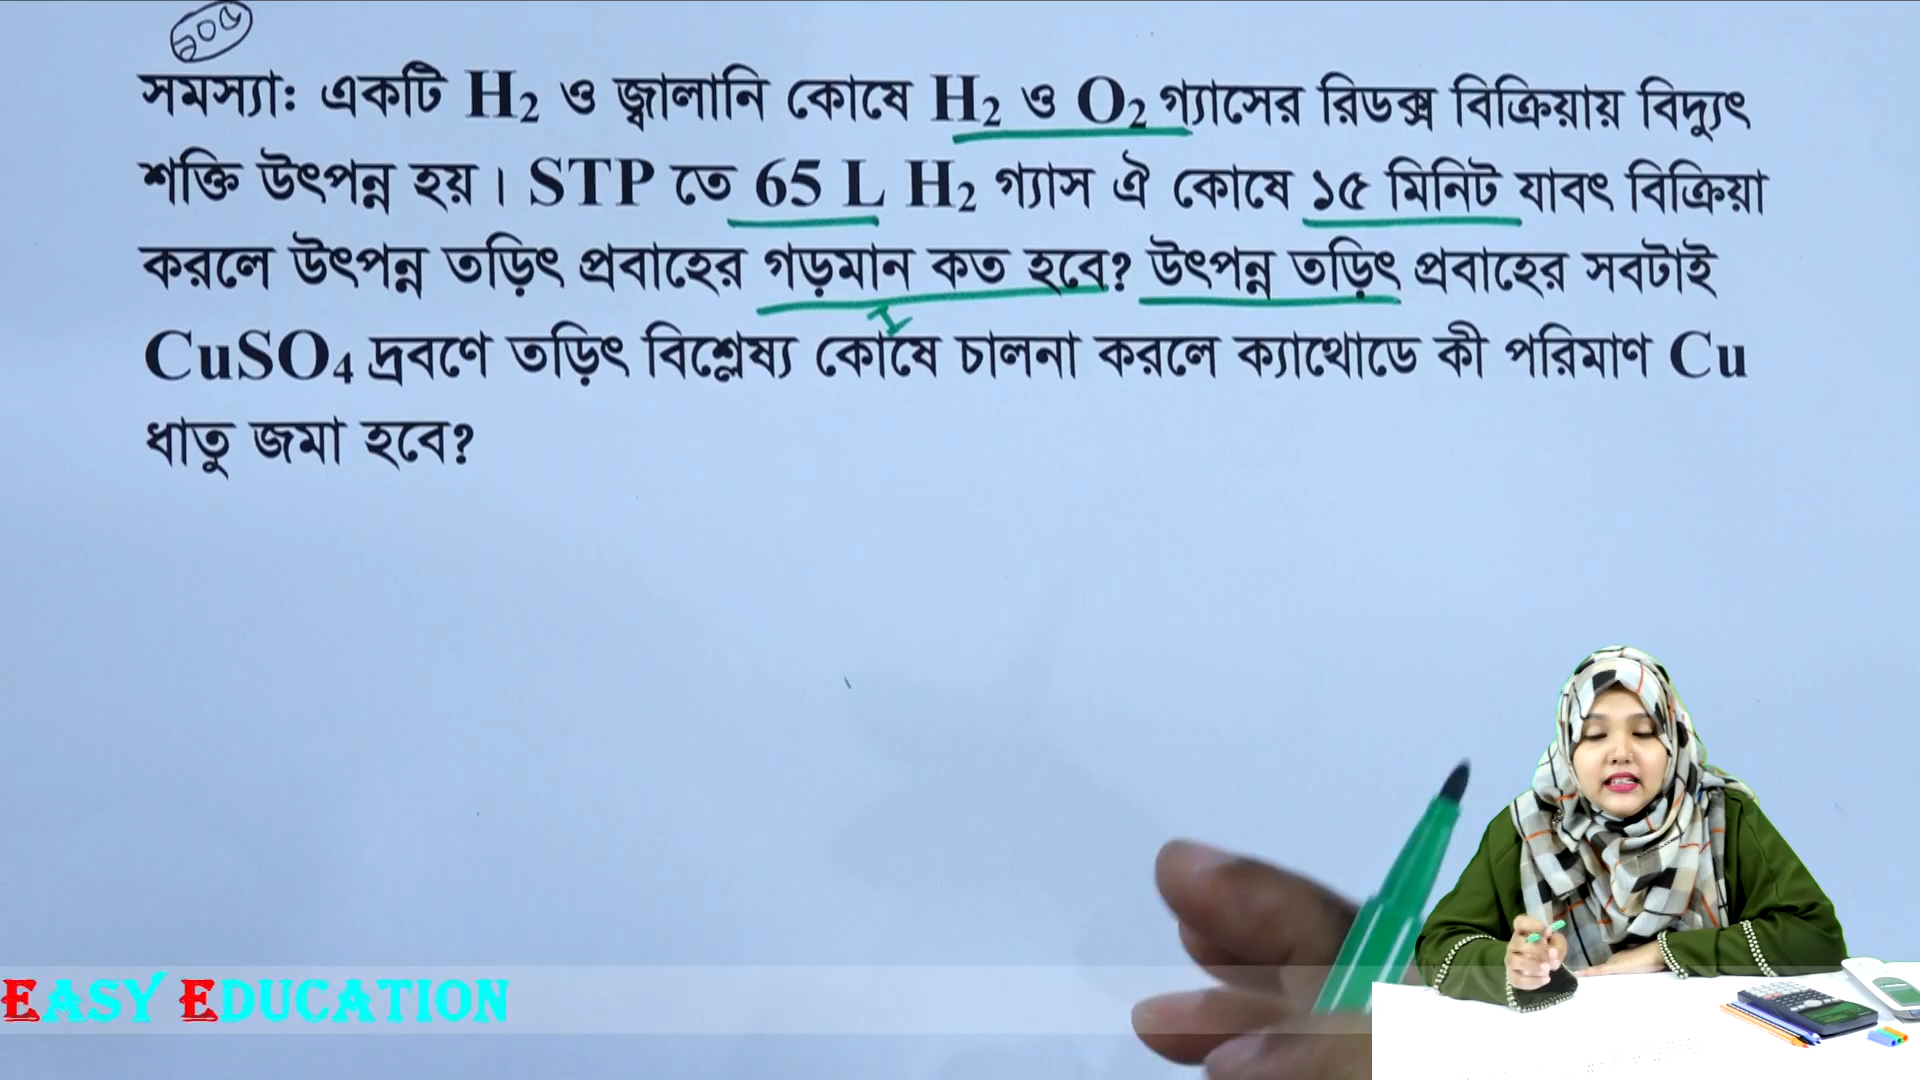 ১০৫
সমস্যাঃ একটি H₂ ও জ্বালানি কোষে H₂ ও O₂ গ্যাসের রিডক্স বিক্রিয়ায় বিদ্যুৎ
শক্তি উৎপন্ন হয়। STP তে 65 L H₂ গ্যাস ঐ কোষে ১৫ মিনিট যাবৎ বিক্রিয়া
করলে উৎপন্ন তড়িৎ প্রবাহের গড়মান কত হবে? উৎপন্ন তড়িৎ প্রবাহের সবটাই
I
CuSO₄ দ্রবণে তড়িৎ বিশ্লেষ্য কোষে চালনা করলে ক্যাথোডে কী পরিমাণ Cu
ধাতু জমা হবে?
EASY EDUCATION